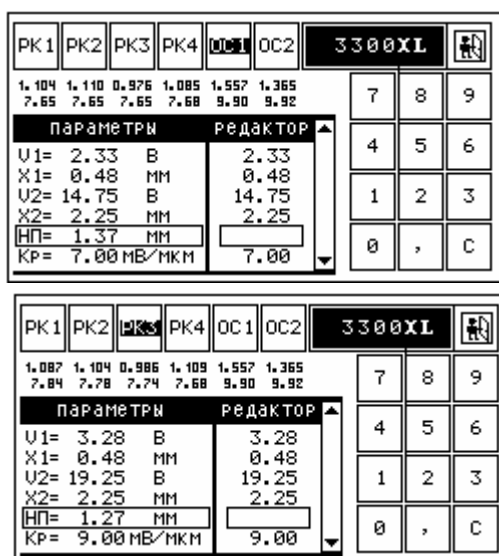 РК1 РК2 РК3 РК4 ОС1 ОС2 3300XL
1.104 1.110 0.976 1.085 1.557 1.365
7.65 7.65 7.65 7.68 9.90 9.92
параметры редактор
V1= 2.33 В 2.33
X1= 0.48 мм 0.48
V2= 14.75 В 14.75
X2= 2.25 мм 2.25
НП= 1.37 мм
Кр= 7.00 мВ/мкм 7.00
7 8 9
4 5 6
1 2 3
0 , С
РК1 РК2 РК3 РК4 ОС1 ОС2 3300XL
1.087 1.104 0.986 1.109 1.557 1.365
7.84 7.78 7.74 7.68 9.90 9.92
параметры редактор
V1= 3.28 В 3.28
X1= 0.48 мм 0.48
V2= 19.25 В 19.25
X2= 2.25 мм 2.25
НП= 1.27 мм
Кр= 9.00 мВ/мкм 9.00
7 8 9
4 5 6
1 2 3
0 , С